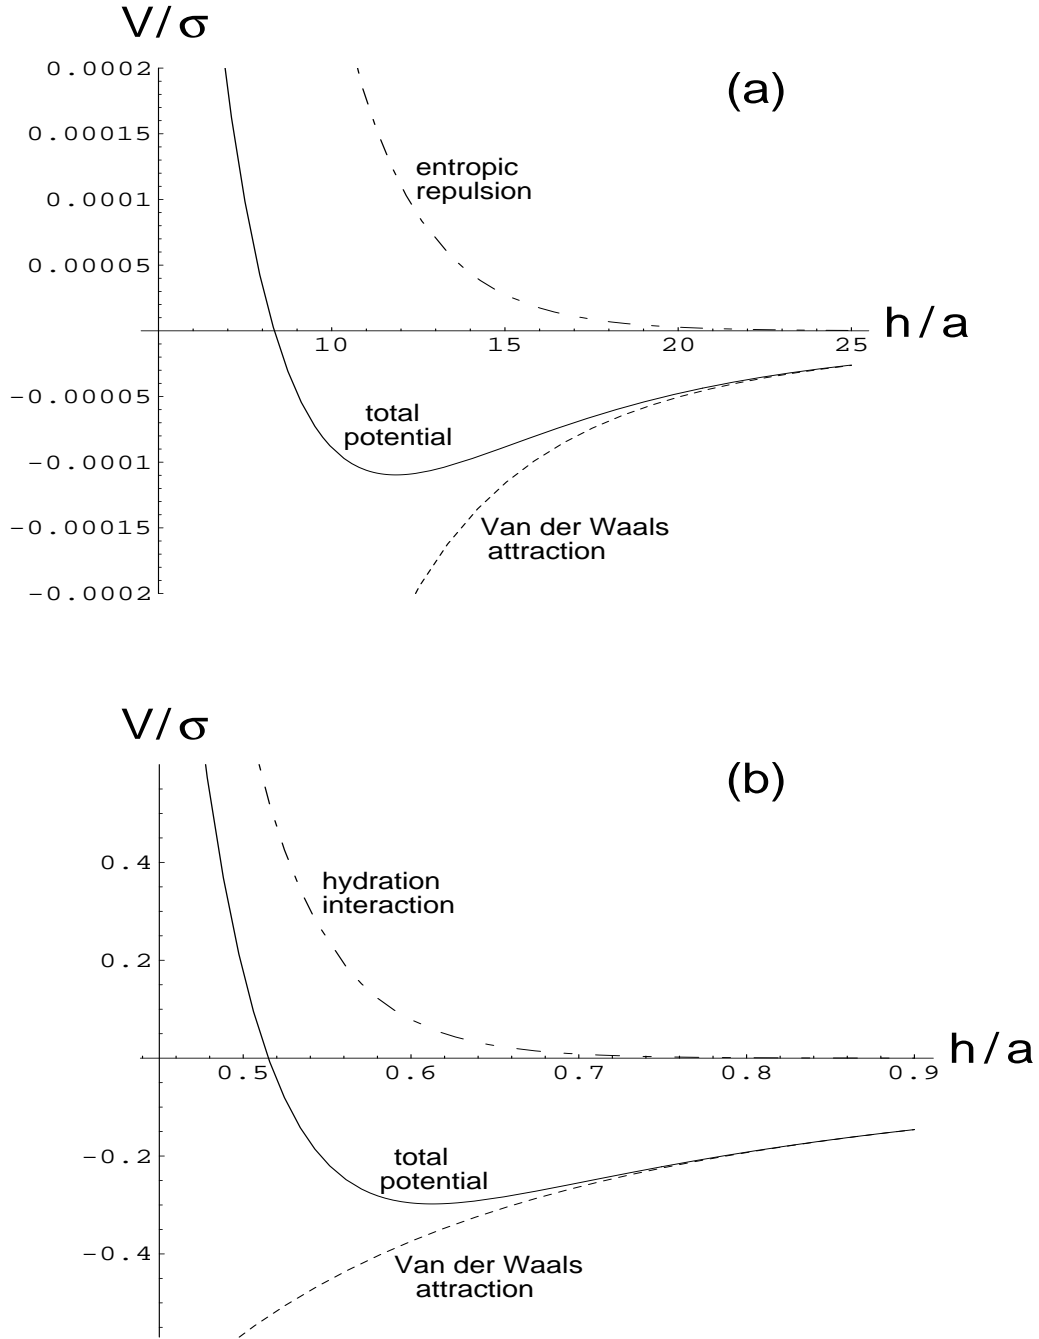 V/σ
(a)
0.0002
0.00015
0.0001
0.00005
entropic
repulsion
h/a
10
15
20
25
-0.00005
-0.0001
-0.00015
-0.0002
total
potential
Van der Waals
attraction
V/σ
(b)
0.4
0.2
hydration
interaction
h/a
0.5
0.6
0.7
0.8
0.9
-0.2
-0.4
total
potential
Van der Waals
attraction